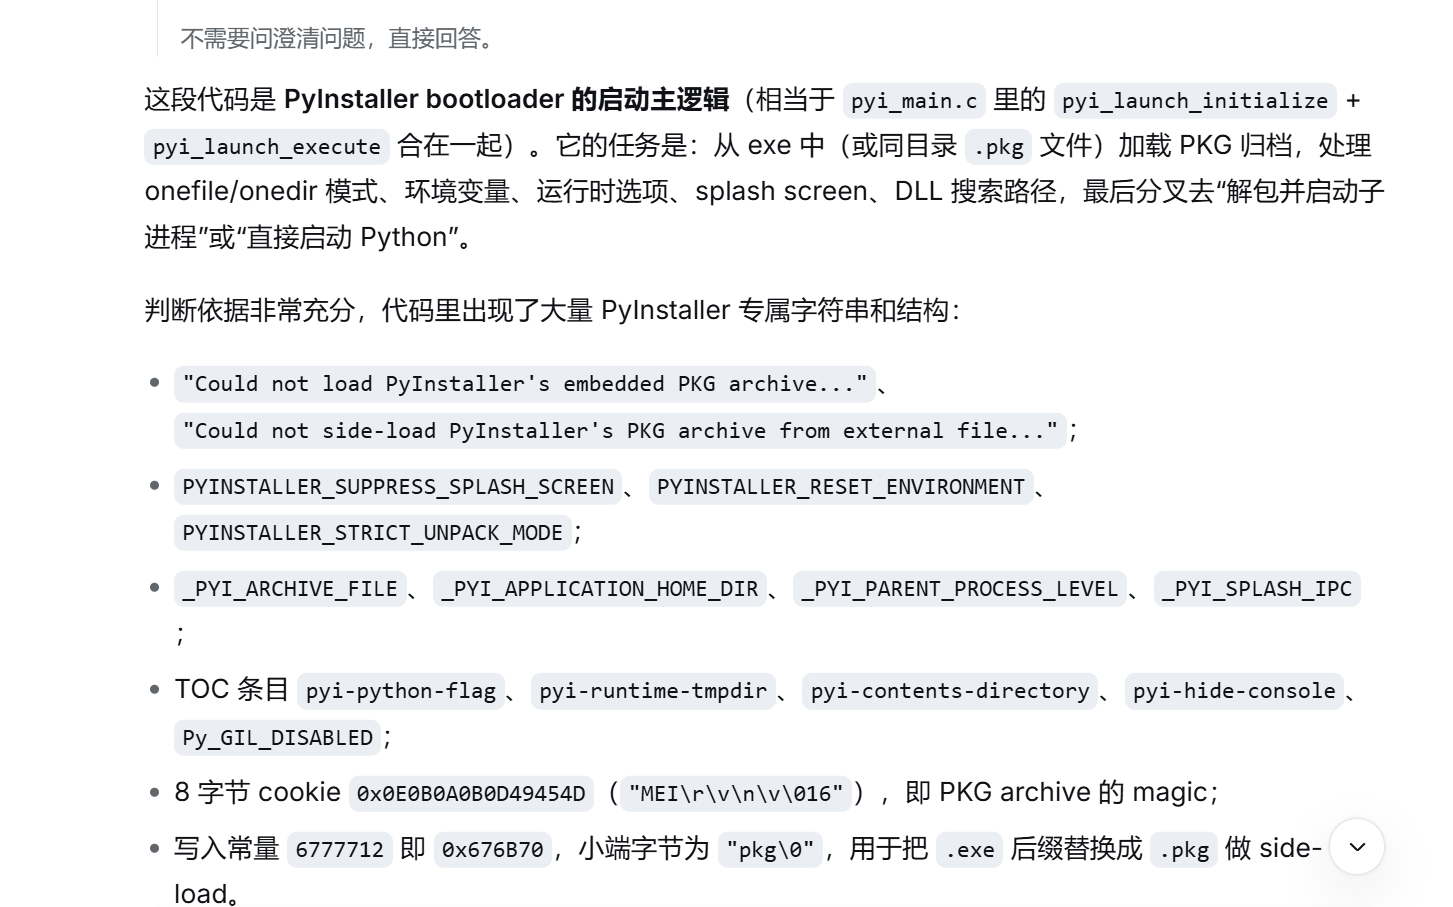 不需要问澄清问题，直接回答。
这段代码是 PyInstaller bootloader 的启动主逻辑（相当于 pyi_main.c 里的 pyi_launch_initialize +
pyi_launch_execute 合在一起）。它的任务是：从 exe 中（或同目录 .pkg 文件）加载 PKG 归档，处理
onefile/onedir 模式、环境变量、运行时选项、splash screen、DLL 搜索路径，最后分叉去“解包并启动子
进程”或“直接启动 Python”。
判断依据非常充分，代码里出现了大量 PyInstaller 专属字符串和结构：
"Could not load PyInstaller's embedded PKG archive..."、
"Could not side-load PyInstaller's PKG archive from external file..."；
PYINSTALLER_SUPPRESS_SPLASH_SCREEN、PYINSTALLER_RESET_ENVIRONMENT、
PYINSTALLER_STRICT_UNPACK_MODE；
_PYI_ARCHIVE_FILE、_PYI_APPLICATION_HOME_DIR、_PYI_PARENT_PROCESS_LEVEL、_PYI_SPLASH_IPC
；
TOC 条目 pyi-python-flag、pyi-runtime-tmpdir、pyi-contents-directory、pyi-hide-console、
Py_GIL_DISABLED；
8 字节 cookie 0x0E0B0A0B0D49454D（"MEI\r\v\n\v\016"），即 PKG archive 的 magic；
写入常量 6777712 即 0x676B70，小端字节为 "pkg\0"，用于把 .exe 后缀替换成 .pkg 做 side-
load。